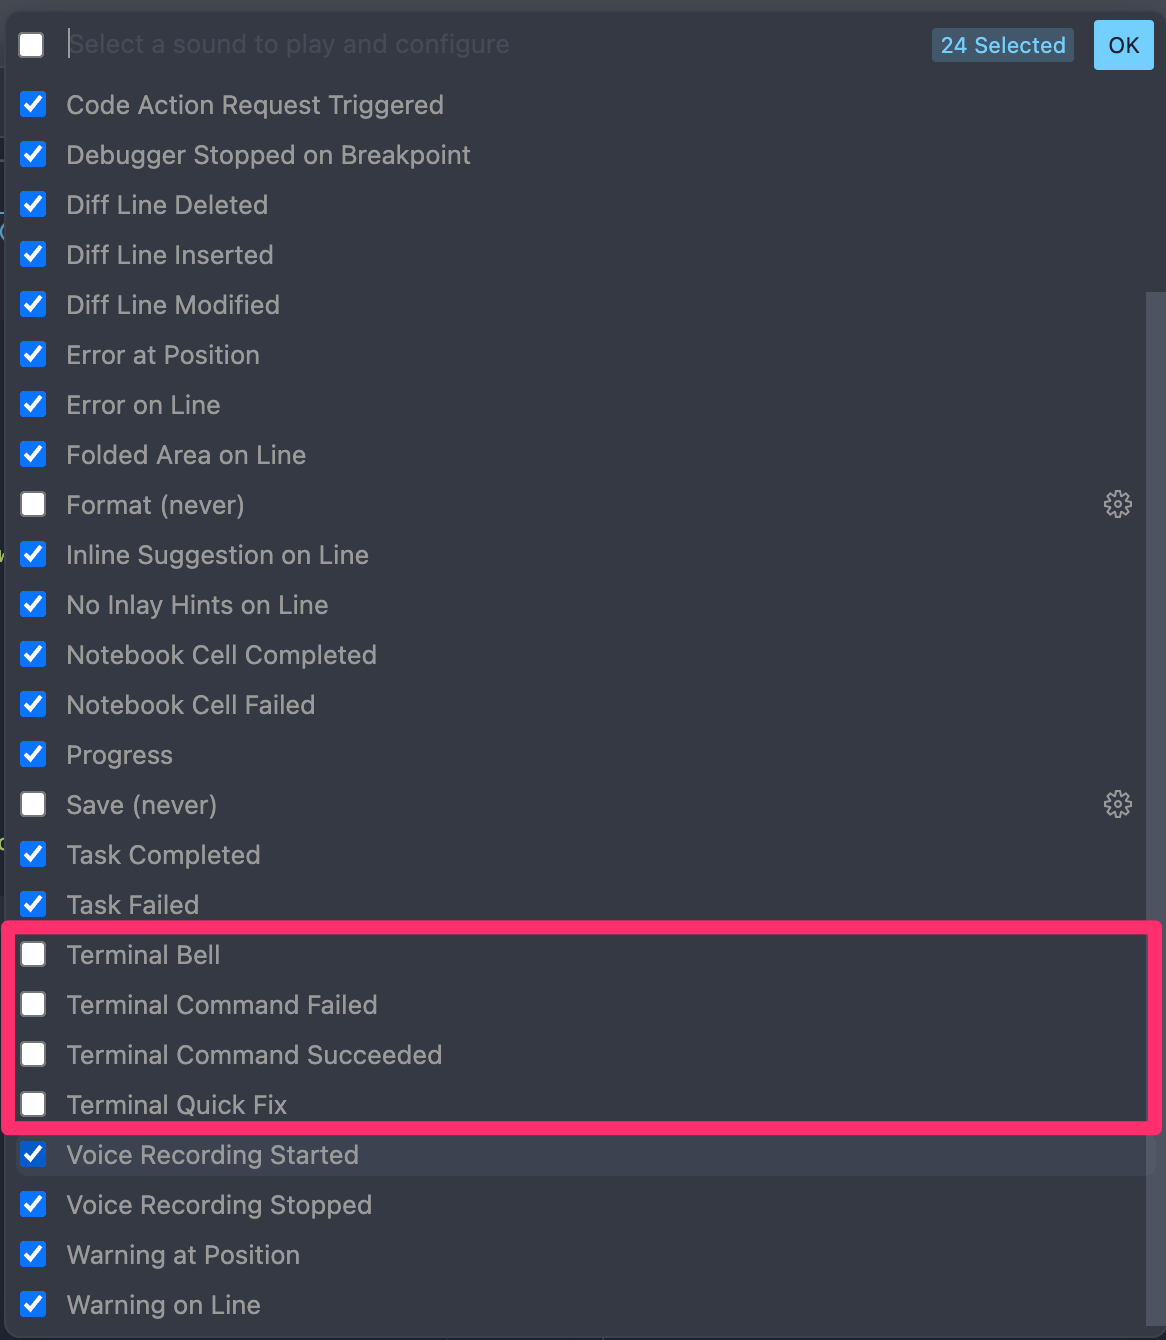 Select a sound to play and configure
24 Selected
OK
Code Action Request Triggered
Debugger Stopped on Breakpoint
Diff Line Deleted
Diff Line Inserted
Diff Line Modified
Error at Position
Error on Line
Folded Area on Line
Format (never)
Inline Suggestion on Line
No Inlay Hints on Line
Notebook Cell Completed
Notebook Cell Failed
Progress
Save (never)
Task Completed
Task Failed
Terminal Bell
Terminal Command Failed
Terminal Command Succeeded
Terminal Quick Fix
Voice Recording Started
Voice Recording Stopped
Warning at Position
Warning on Line